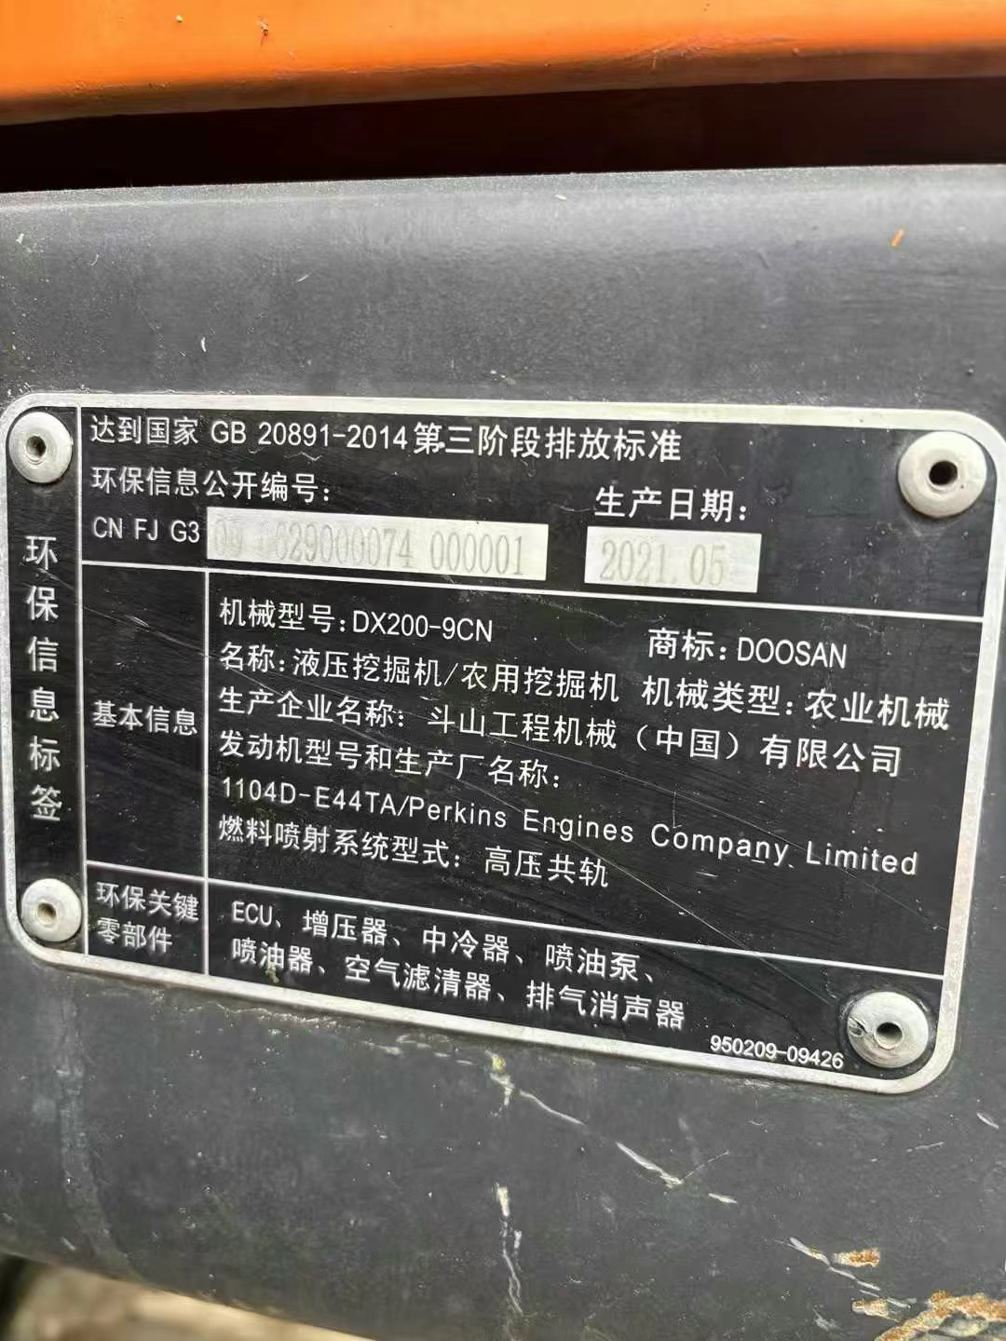 达到国家 GB 20891-2014第三阶段排放标准
环保信息公开编号:
生产日期:
CN FJ G3 629000074 000001
2021.05
环保信息标签
基本信息
机械型号:DX200-9CN 商标:DOOSAN
名称:液压挖掘机/农用挖掘机 机械类型:农业机械
生产企业名称:斗山工程机械（中国）有限公司
发动机型号和生产厂名称:
1104D-E44TA/Perkins Engines Company Limited
燃料喷射系统型式:高压共轨
环保关键
零部件
ECU、增压器、中冷器、喷油泵、
喷油器、空气滤清器、排气消声器
950209-09426